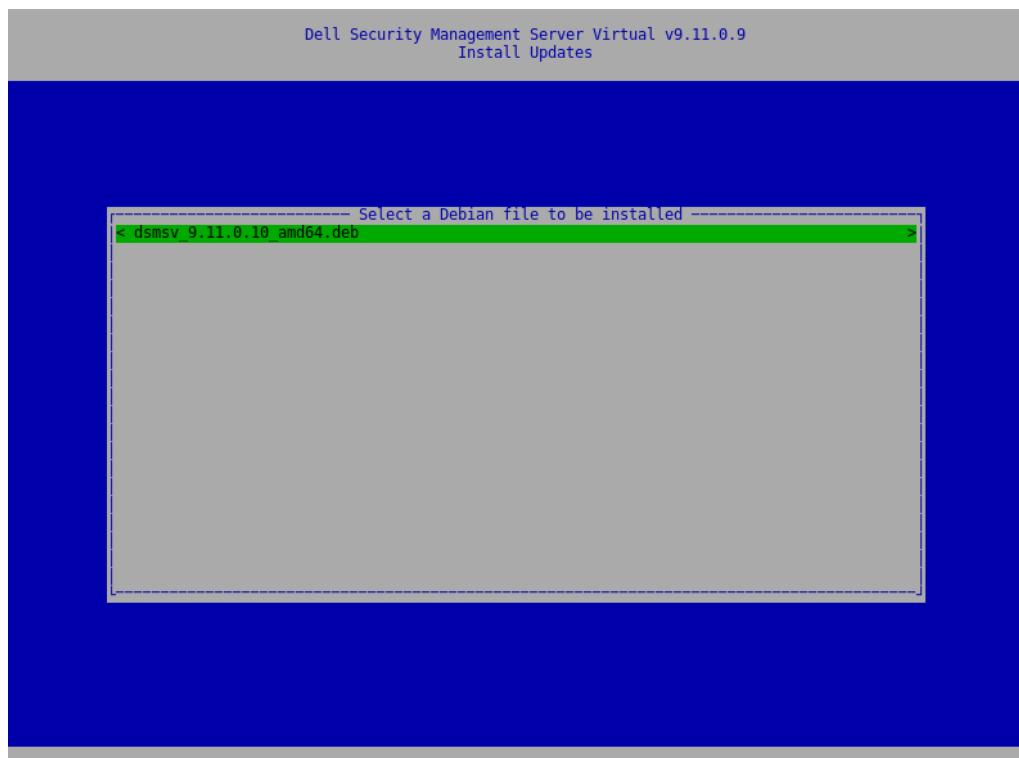 Dell Security Management Server Virtual v9.11.0.9
Install Updates
Select a Debian file to be installed
< dsmsv_9.11.0.10_amd64.deb >